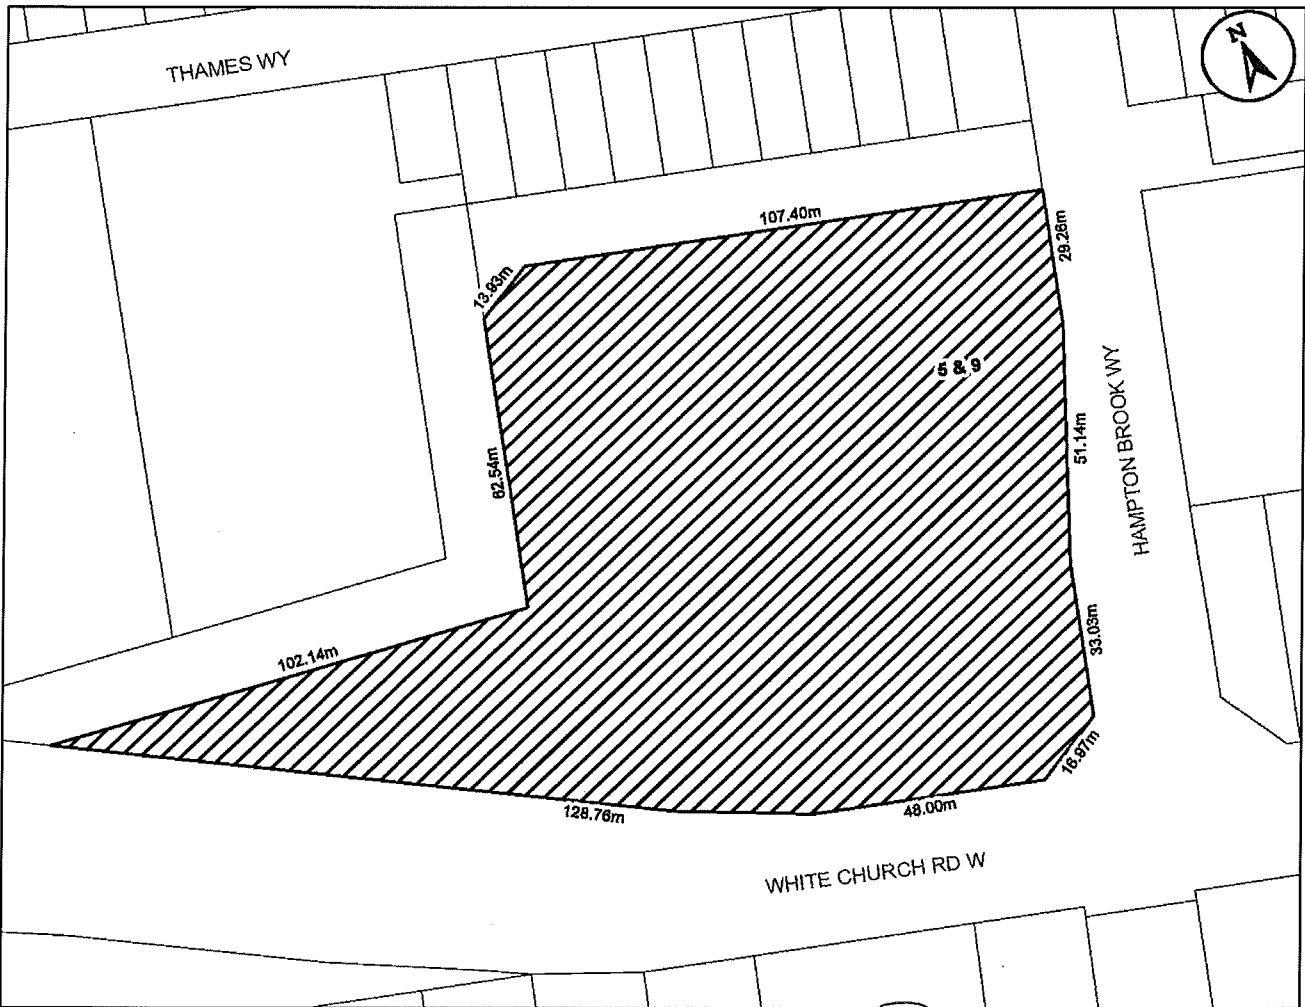 THAMES WY
N
107.40m
13.93m
29.26m
5 & 9
HAMPTON BROOK WY
51.14m
62.54m
33.03m
102.14m
16.97m
128.76m
48.00m
WHITE CHURCH RD W